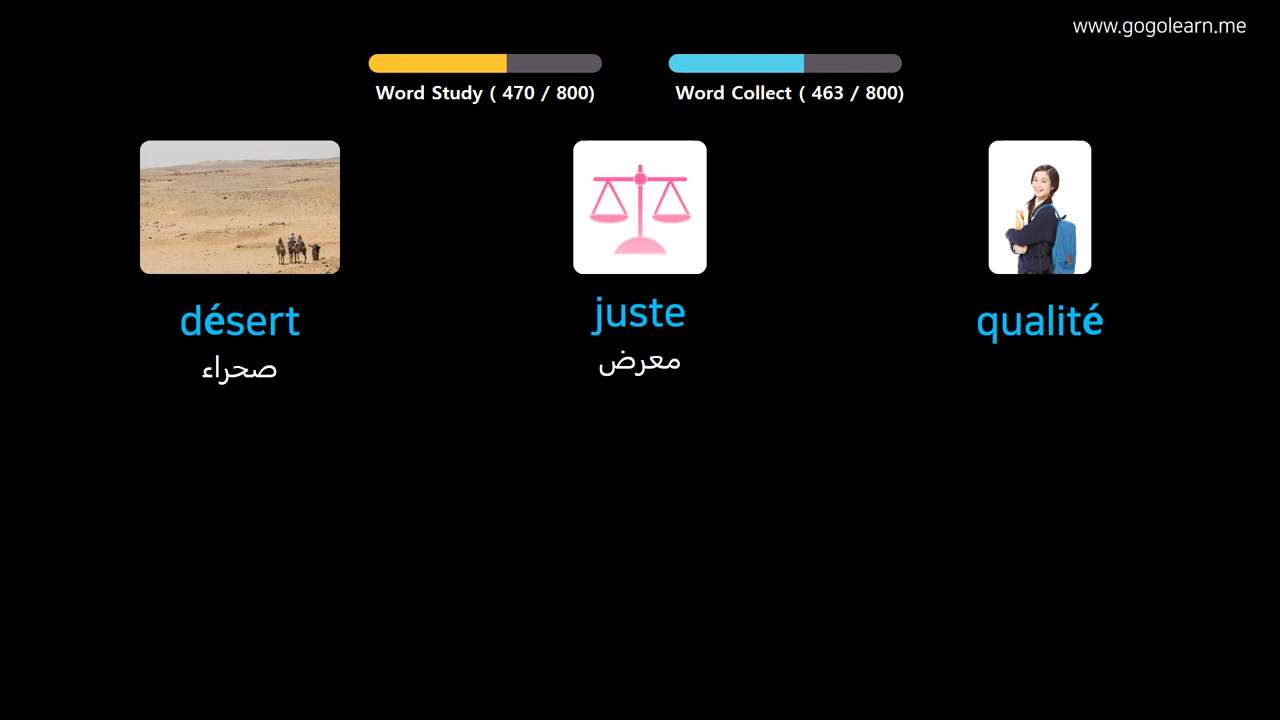 www.gogolearn.me
Word Study ( 470 / 800)
Word Collect ( 463 / 800)
désert
juste
qualité
صحراء
معرض